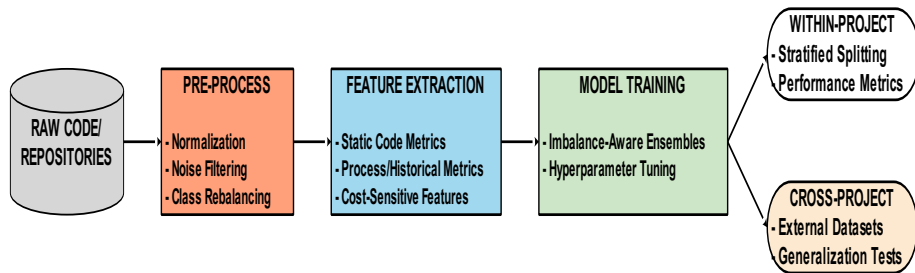 RAW CODE/
REPOSITORIES
PRE-PROCESS
- Normalization
- Noise Filtering
- Class Rebalancing
FEATURE EXTRACTION
- Static Code Metrics
- Process/Historical Metrics
- Cost-Sensitive Features
MODEL TRAINING
- Imbalance-Aware Ensembles
- Hyperparameter Tuning
WITHIN-PROJECT
- Stratified Splitting
- Performance Metrics
CROSS-PROJECT
- External Datasets
- Generalization Tests